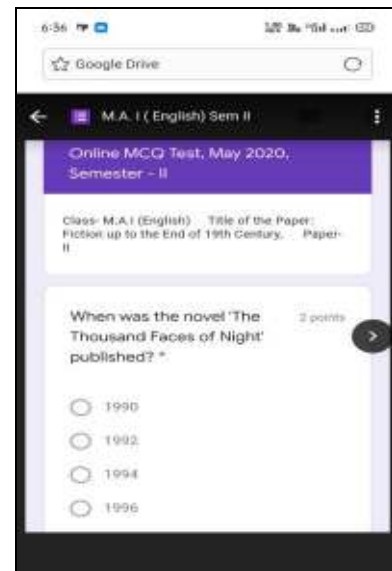 6:56
Google Drive
M.A. I ( English) Sem II
Online MCQ Test, May 2020,
Semester - II
Class- M.A.I (English) Title of the Paper:
Fiction up to the End of 19th Century, Paper-
II
When was the novel 'The 2 points
Thousand Faces of Night'
published? *
1990
1992
1994
1996